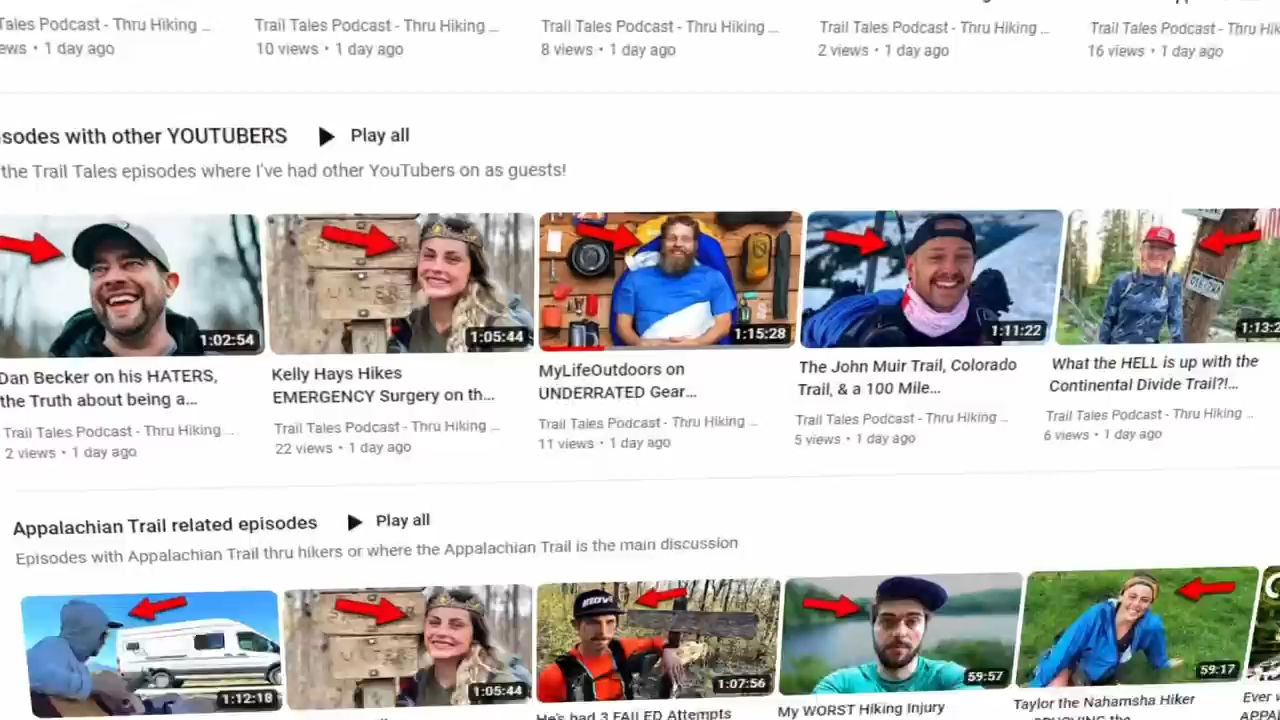 Tales Podcast - Thru Hiking ...
Trail Tales Podcast - Thru Hiking ...
Trail Tales Podcast - Thru Hiking ...
Trail Tales Podcast - Thru Hiking ...
Trail Tales Podcast - Thru Hik
ews • 1 day ago
10 views • 1 day ago
8 views • 1 day ago
2 views • 1 day ago
16 views • 1 day ago
sodes with other YOUTUBERS
Play all
the Trail Tales episodes where I've had other YouTubers on as guests!
1:02:54
1:05:44
1:15:28
1:11:22
1:13:2
Dan Becker on his HATERS,
the Truth about being a...
Trail Tales Podcast - Thru Hiking ...
2 views • 1 day ago
Kelly Hays Hikes
EMERGENCY Surgery on th...
Trail Tales Podcast - Thru Hiking ...
22 views • 1 day ago
MyLifeOutdoors on
UNDERRATED Gear...
Trail Tales Podcast - Thru Hiking ...
11 views • 1 day ago
The John Muir Trail, Colorado
Trail, & a 100 Mile...
Trail Tales Podcast - Thru Hiking ...
5 views • 1 day ago
What the HELL is up with the
Continental Divide Trail?!...
Trail Tales Podcast - Thru Hiking ...
6 views • 1 day ago
Appalachian Trail related episodes
Play all
Episodes with Appalachian Trail thru hikers or where the Appalachian Trail is the main discussion
1:12:18
1:05:44
1:07:56
59:57
59:17
He's had 3 FAILED Attempts
My WORST Hiking Injury
Taylor the Nahamsha Hiker
Ever